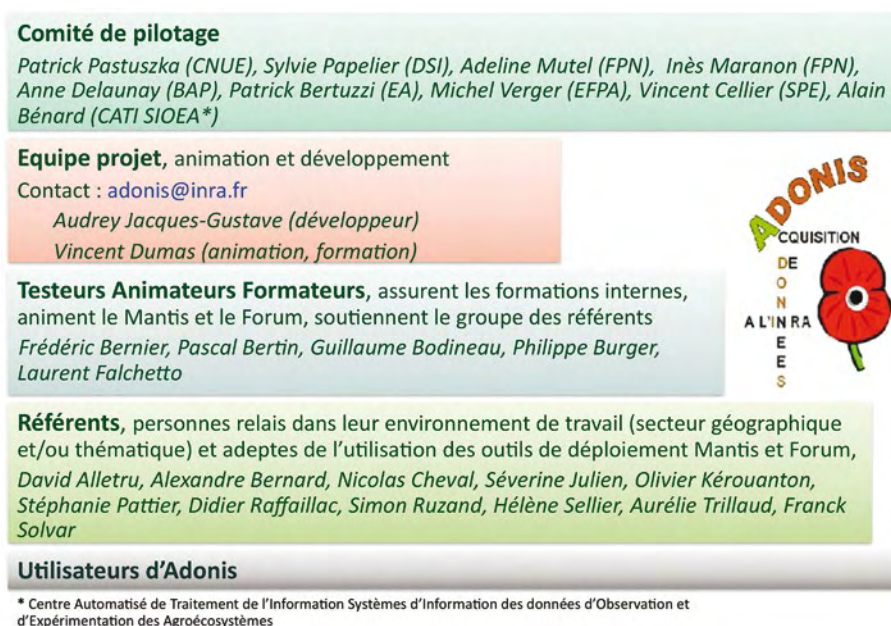 Comité de pilotage
Patrick Pastuszka (CNUE), Sylvie Papelier (DSI), Adeline Mutel (FPN), Inès Maranon (FPN),
Anne Delaunay (BAP), Patrick Bertuzzi (EA), Michel Verger (EFPA), Vincent Cellier (SPE), Alain
Bénard (CATI SIOEA*)
Equipe projet, animation et développement
Contact : adonis@inra.fr
Audrey Jacques-Gustave (développeur)
Vincent Dumas (animation, formation)
ADONIS
ACQUISITION
DE
DONNEES
A L'INRA
Testeurs Animateurs Formateurs, assurent les formations internes,
animent le Mantis et le Forum, soutiennent le groupe des référents
Frédéric Bernier, Pascal Bertin, Guillaume Bodineau, Philippe Burger,
Laurent Falchetto
Référents, personnes relais dans leur environnement de travail (secteur géographique
et/ou thématique) et adeptes de l'utilisation des outils de déploiement Mantis et Forum,
David Alletru, Alexandre Bernard, Nicolas Cheval, Séverine Julien, Olivier Kérouanton,
Stéphanie Pattier, Didier Raffaillac, Simon Ruzand, Hélène Sellier, Aurélie Trillaud, Franck
Solvar
Utilisateurs d'Adonis
* Centre Automatisé de Traitement de l'Information Systèmes d'Information des données d'Observation et
d'Expérimentation des Agroécosystèmes